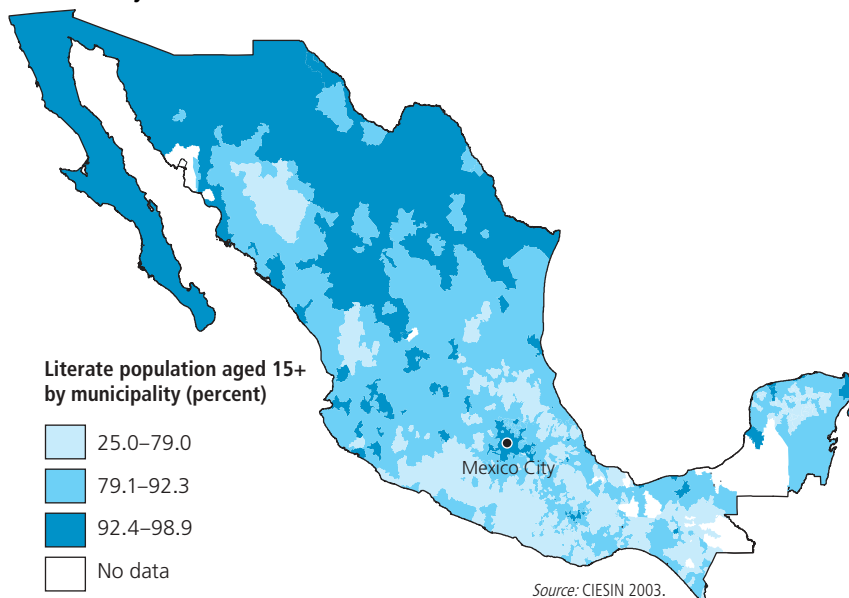 Literate population aged 15+
by municipality (percent)
25.0–79.0
79.1–92.3
92.4–98.9
No data
Mexico City
Source: CIESIN 2003.